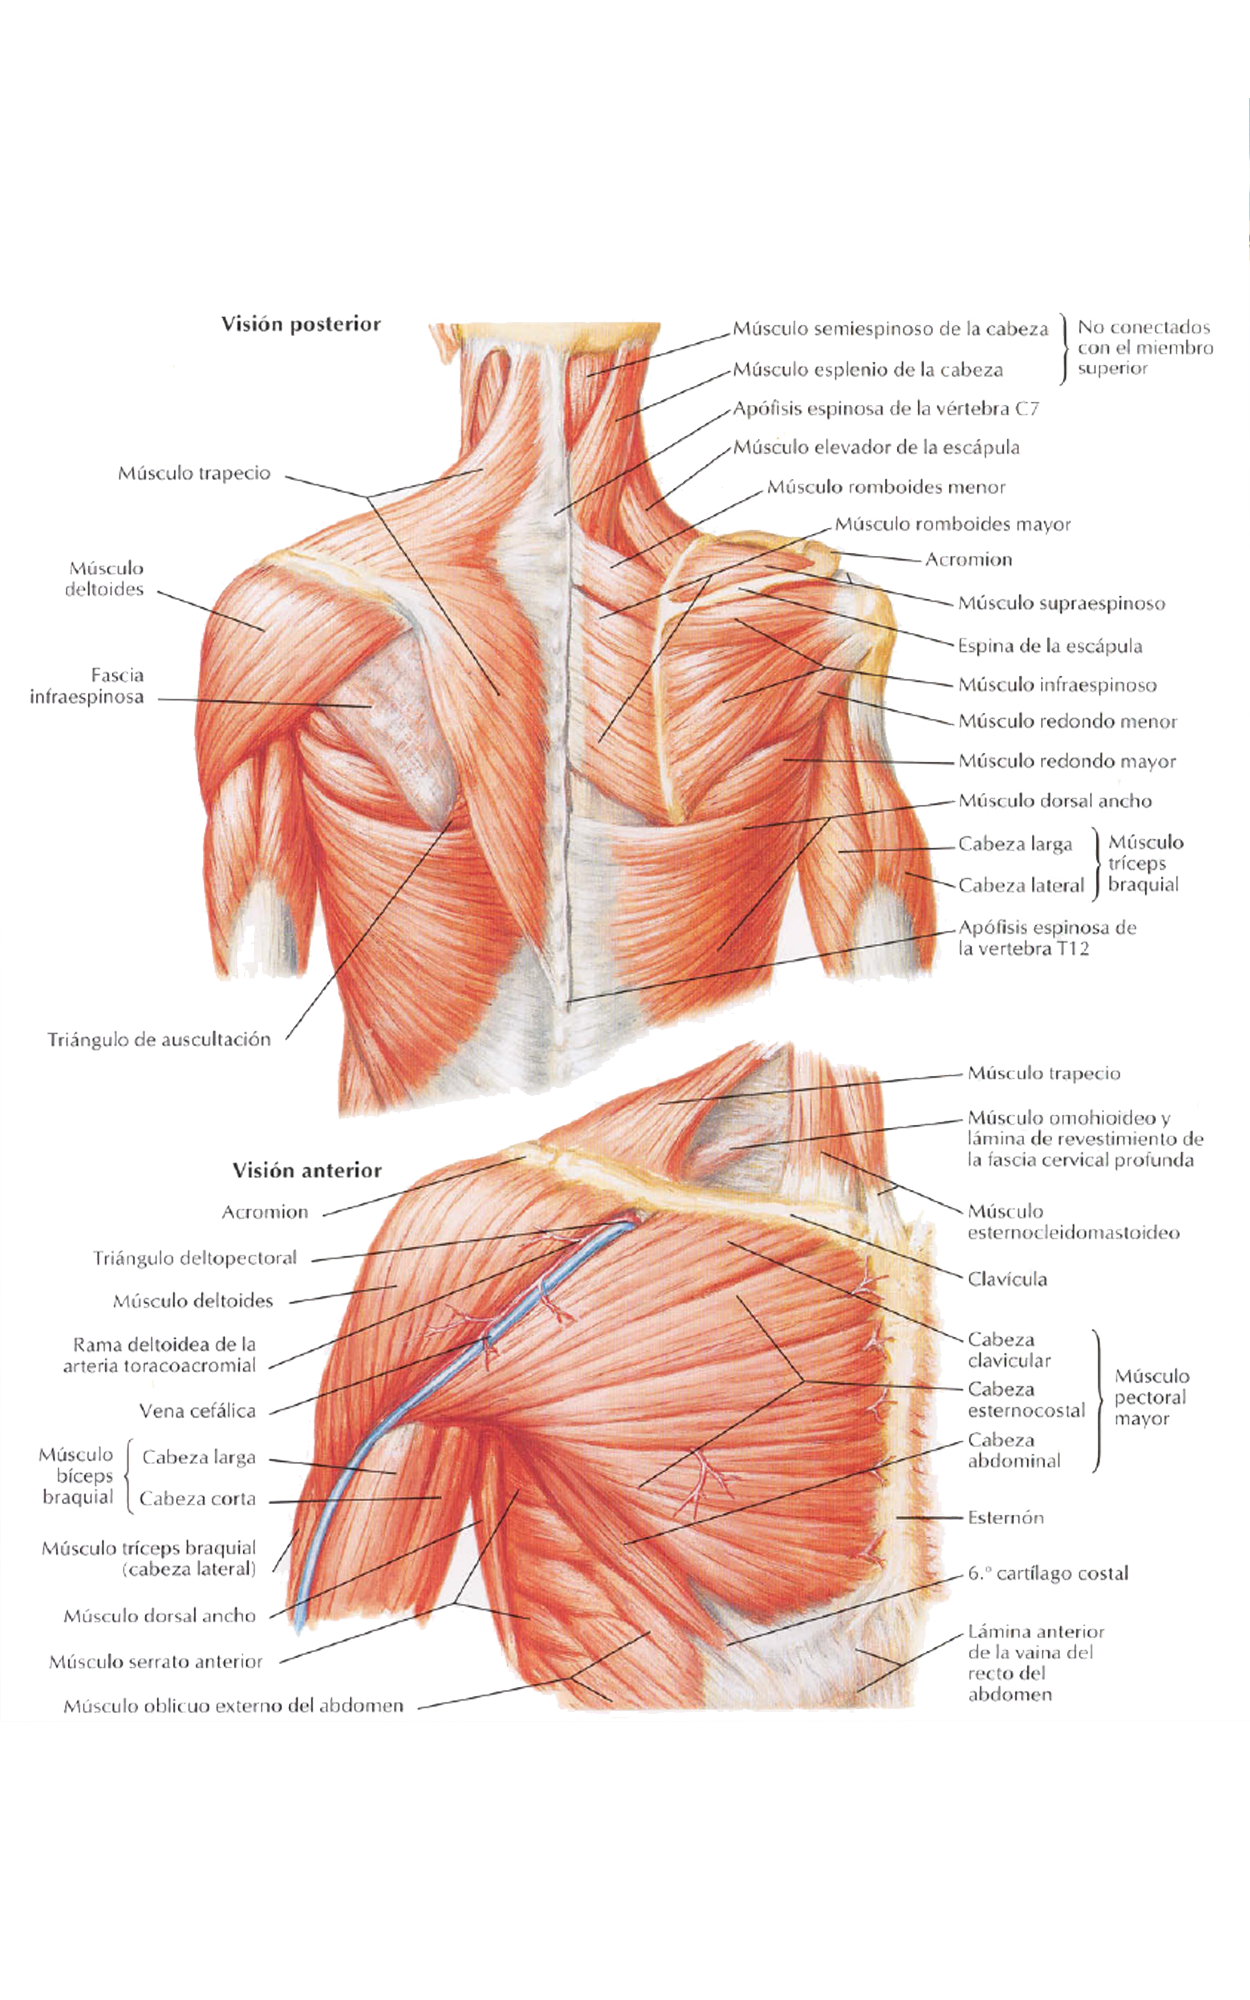 Visión posterior
Músculo semiespinoso de la cabeza
Músculo esplenio de la cabeza
No conectados
con el miembro
superior
Apófisis espinosa de la vértebra C7
Músculo elevador de la escápula
Músculo romboides menor
Músculo romboides mayor
Acromion
Músculo supraespinoso
Espina de la escápula
Músculo infraespinoso
Músculo redondo menor
Músculo redondo mayor
Músculo dorsal ancho
Cabeza larga
Cabeza lateral
Músculo
tríceps
braquial
Apófisis espinosa de
la vertebra T12
Músculo trapecio
Músculo
deltoides
Fascia
infraespinosa
Triángulo de auscultación
Visión anterior
Acromion
Triángulo deltopectoral
Músculo deltoides
Rama deltoidea de la
arteria toracoacromial
Vena cefálica
Músculo
bíceps
braquial
Cabeza larga
Cabeza corta
Músculo tríceps braquial
(cabeza lateral)
Músculo dorsal ancho
Músculo serrato anterior
Músculo oblicuo externo del abdomen
Músculo trapecio
Músculo omohioideo y
lámina de revestimiento de
la fascia cervical profunda
Músculo
esternocleidomastoideo
Clavícula
Cabeza
clavicular
Cabeza
esternocostal
Cabeza
abdominal
Músculo
pectoral
mayor
Esternón
6.º cartílago costal
Lámina anterior
de la vaina del
recto del
abdomen